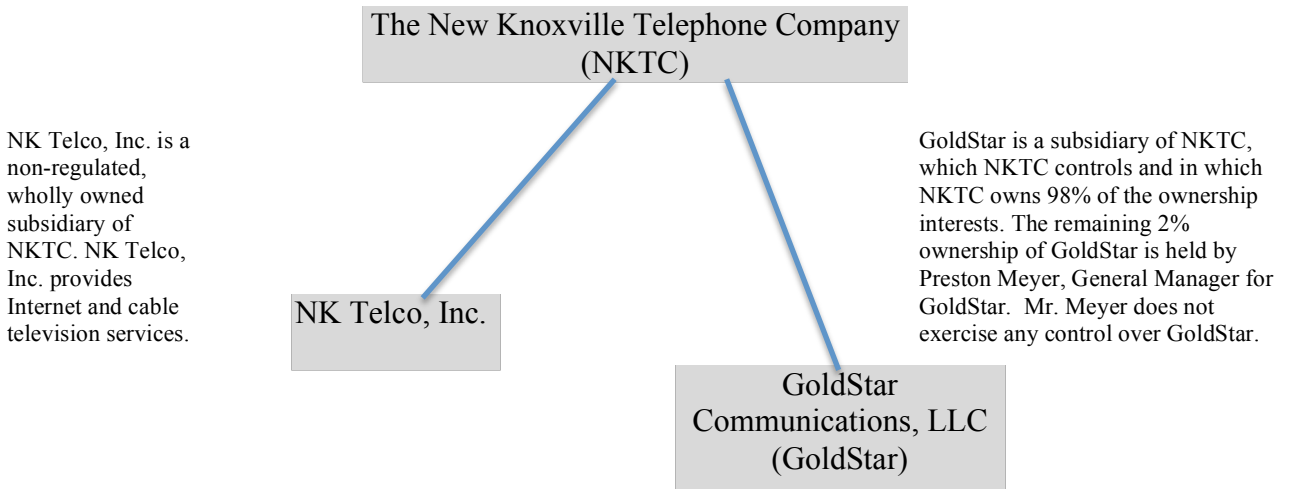 The New Knoxville Telephone Company
(NKTC)
NK Telco, Inc. is a
non-regulated,
wholly owned
subsidiary of
NKTC. NK Telco,
Inc. provides
Internet and cable
television services.
GoldStar is a subsidiary of NKTC,
which NKTC controls and in which
NKTC owns 98% of the ownership
interests. The remaining 2%
ownership of GoldStar is held by
Preston Meyer, General Manager for
GoldStar.  Mr. Meyer does not
exercise any control over GoldStar.
NK Telco, Inc.
GoldStar
Communications, LLC
(GoldStar)